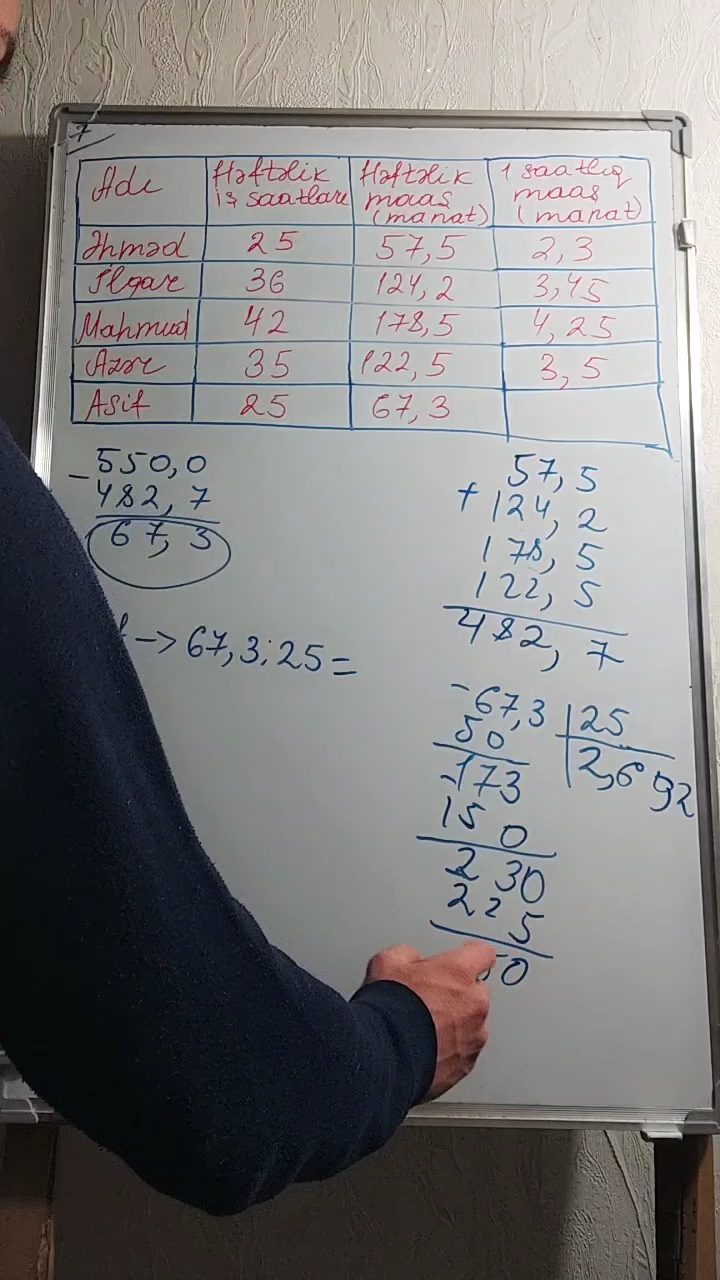 7
Adı Həftəlik iş saatları Həftəlik maaş (manat) 1 saatlıq maaş (manat)
Əhməd 25 57,5 2,3
İlqar 36 124,2 3,45
Mahmud 42 178,5 4,25
Azər 35 122,5 3,5
Asif 25 67,3
- 550,0
482,7
67,3
57,5
+ 124,2
178,5
122,5
482,7
f → 67,3:25=
- 67,3 25
50 2,692
- 173
150
230
225
50